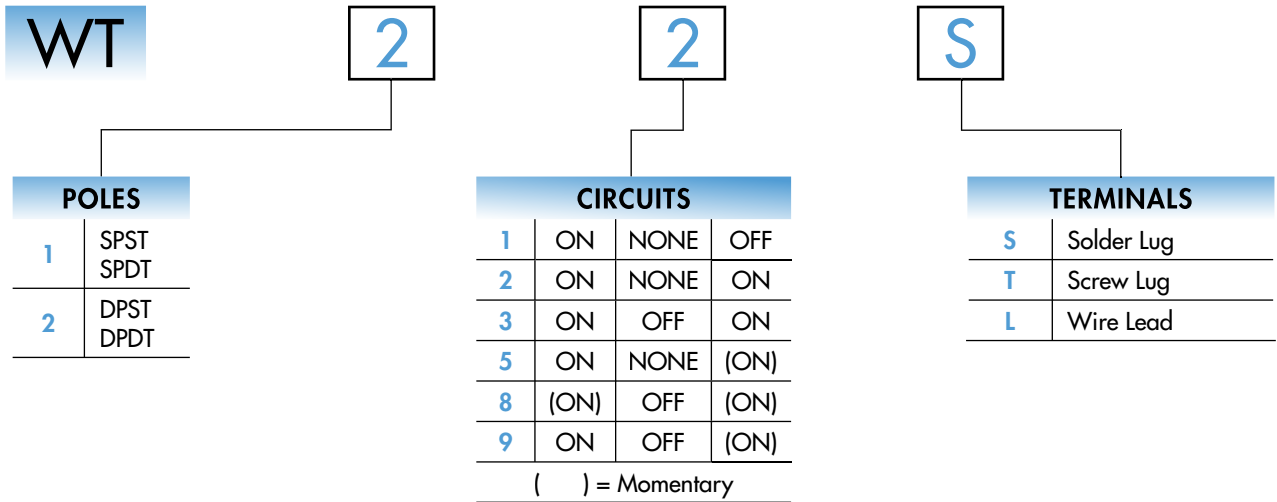 WT 2 2 S
POLES
1 SPST
SPDT
2 DPST
DPDT
CIRCUITS
1 ON NONE OFF
2 ON NONE ON
3 ON OFF ON
5 ON NONE (ON)
8 (ON) OFF (ON)
9 ON OFF (ON)
( ) = Momentary
TERMINALS
S Solder Lug
T Screw Lug
L Wire Lead